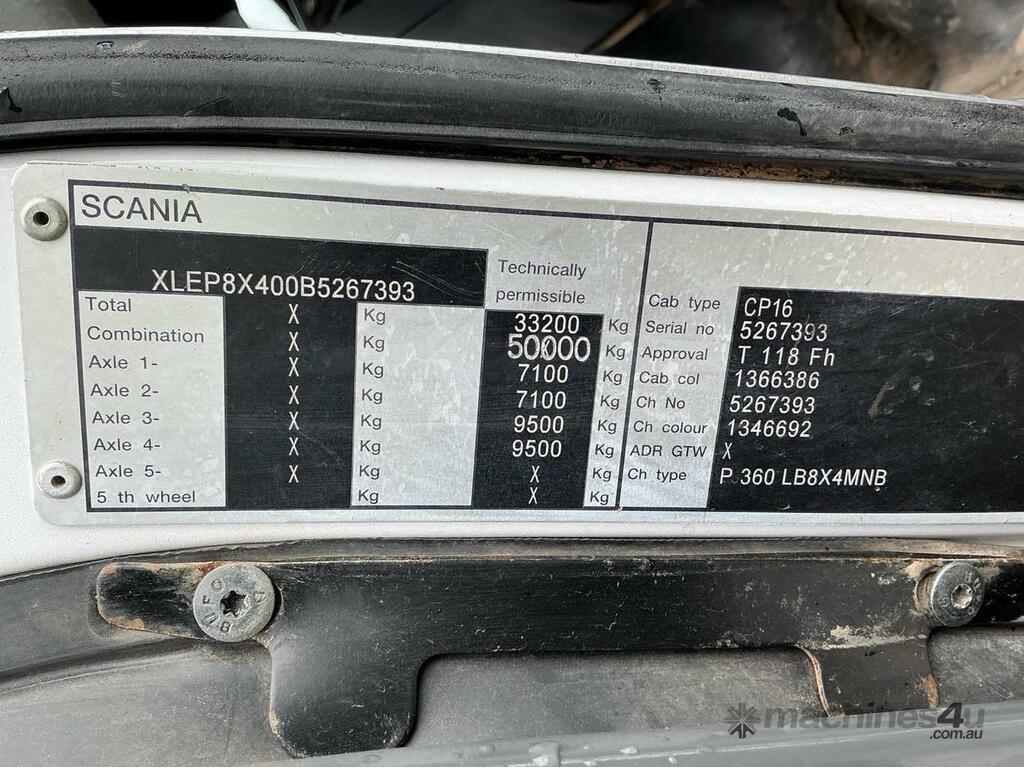 SCANIA
XLEP8X400B5267393
Technically
permissible
Total X Kg 33200 Kg
Combination X Kg 50000 Kg
Axle 1- X Kg 7100 Kg
Axle 2- X Kg 7100 Kg
Axle 3- X Kg 9500 Kg
Axle 4- X Kg 9500 Kg
Axle 5- X Kg X Kg
5 th wheel Kg X Kg
Cab type CP16
Serial no 5267393
Approval T 118 Fh
Cab col 1366386
Ch No 5267393
Ch colour 1346692
ADR GTW X
Ch type P 360 LB8X4MNB
BUFO
machines4u
.com.au